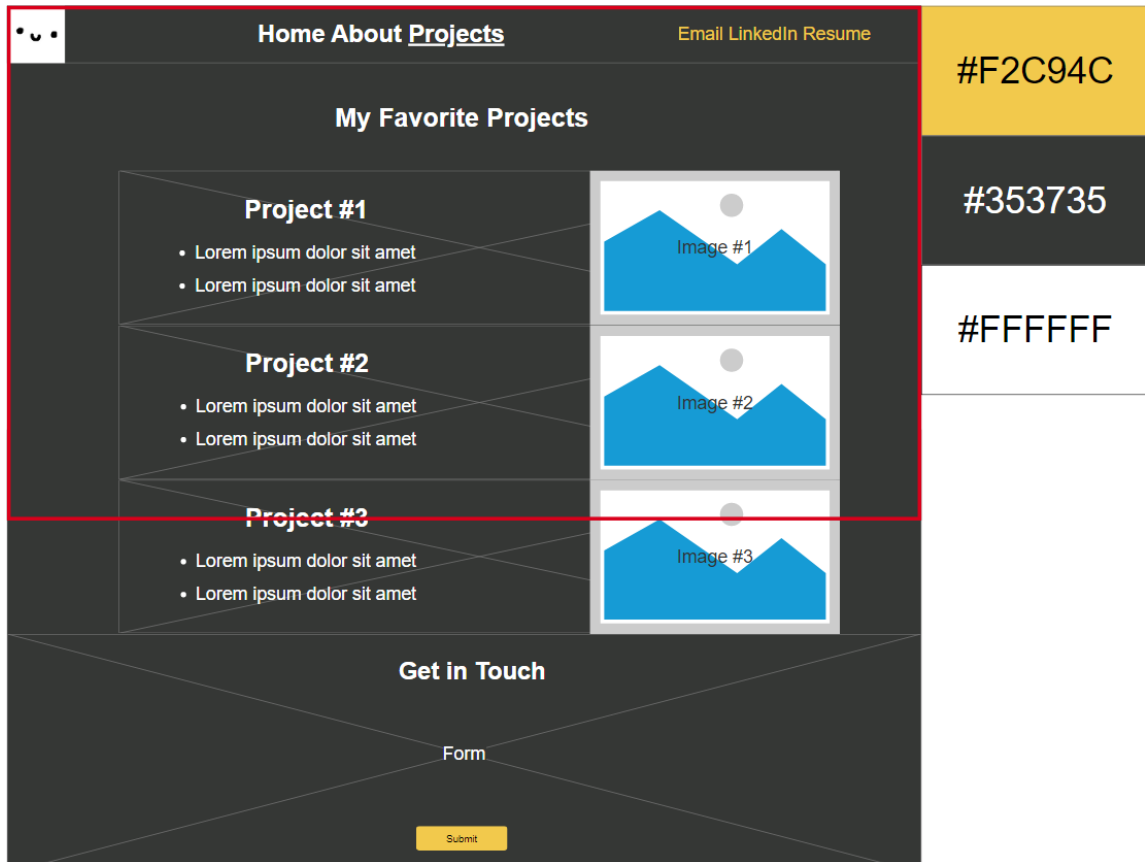 Home About Projects
Email LinkedIn Resume
#F2C94C
My Favorite Projects
#353735
Project #1
Lorem ipsum dolor sit amet
Lorem ipsum dolor sit amet
Image #1
#FFFFFF
Project #2
Lorem ipsum dolor sit amet
Lorem ipsum dolor sit amet
Image #2
Project #3
Lorem ipsum dolor sit amet
Lorem ipsum dolor sit amet
Image #3
Get in Touch
Form
Submit